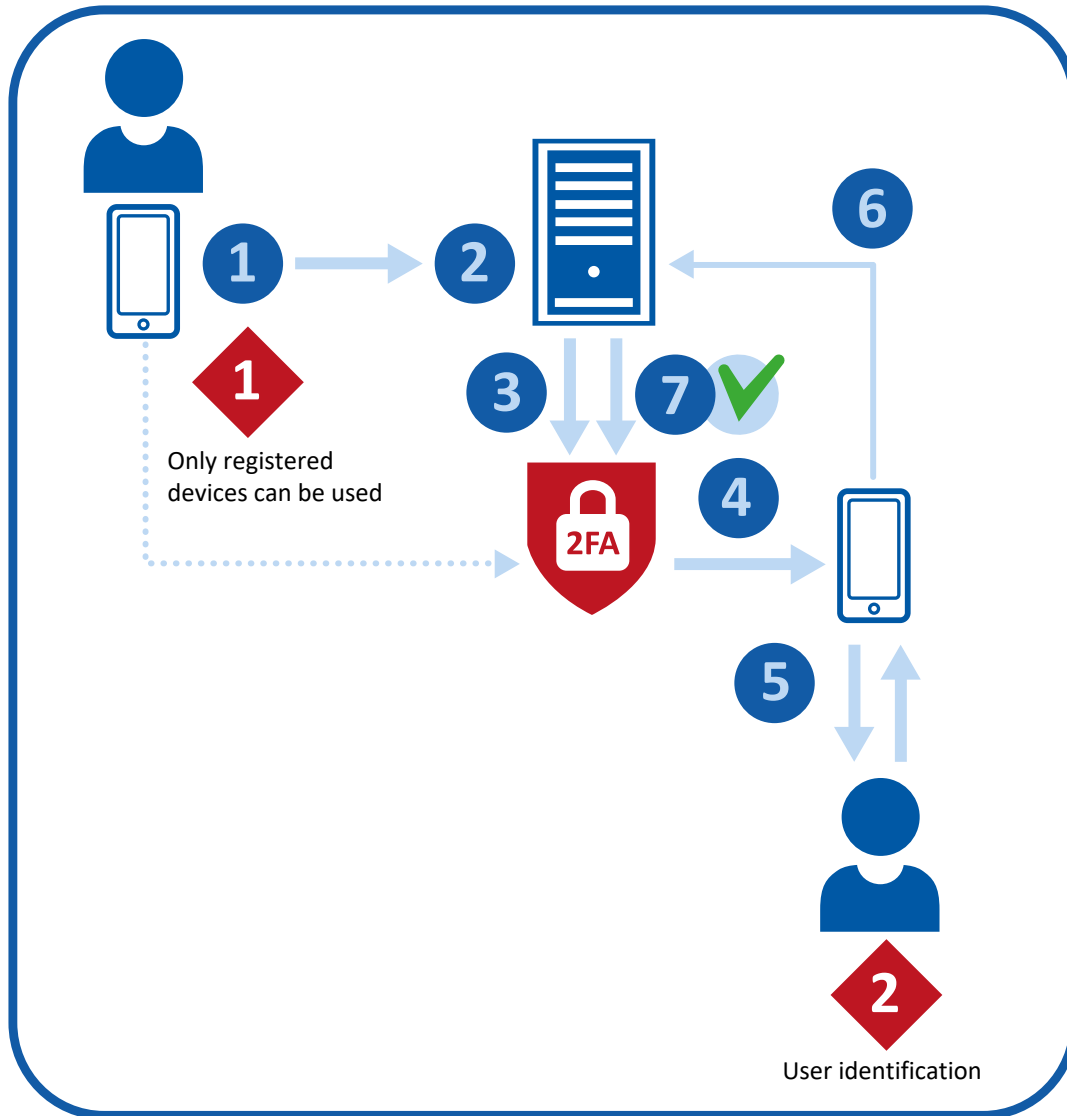 6
1
2
1
3
7
Only registered
devices can be used
4
2FA
5
2
User identification